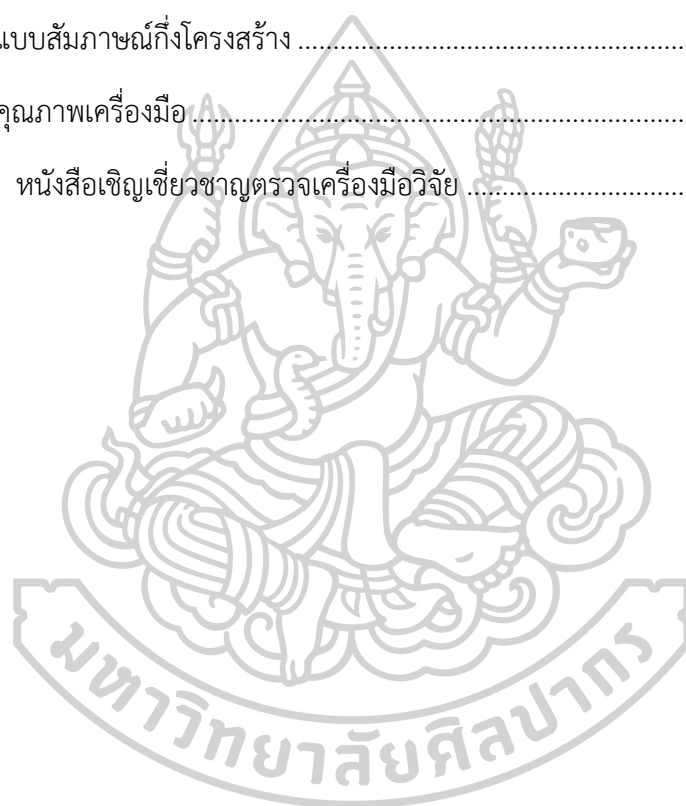 แบบสัมภาษณ์กึ่งโครงสร้าง ........................................................
คุณภาพเครื่องมือ ......................................................................
หนังสือเชิญเชี่ยวชาญตรวจเครื่องมือวิจัย ................................
มหาวิทยาลัยศิลปากร